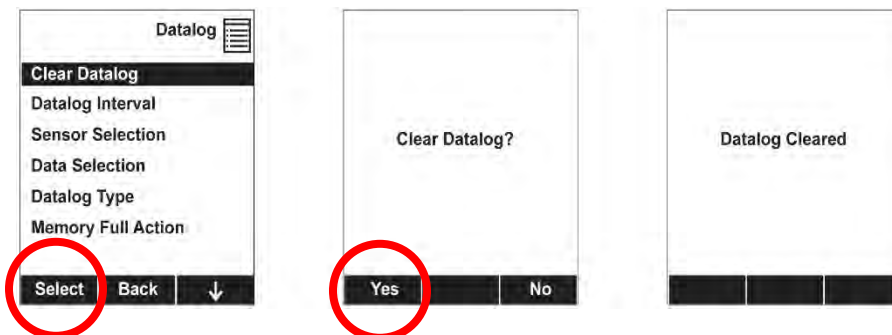 Datalog
Clear Datalog
Datalog Interval
Sensor Selection
Data Selection
Datalog Type
Memory Full Action
Select Back ↓
Clear Datalog?
Yes No
Datalog Cleared